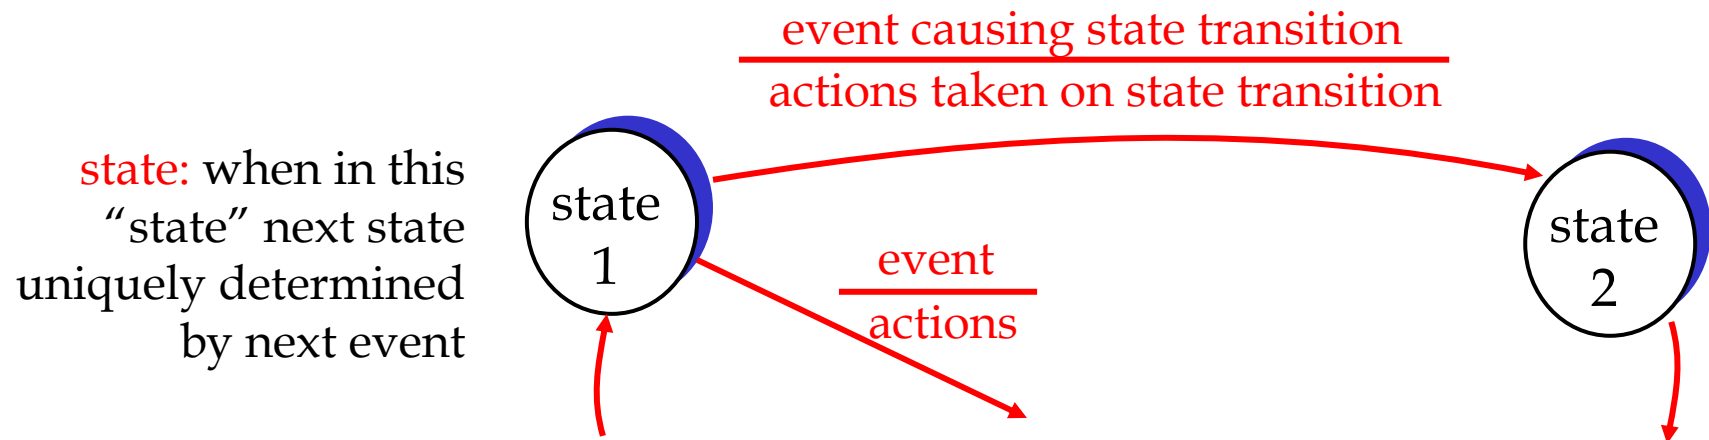 event causing state transition
actions taken on state transition
state: when in this
“state” next state
uniquely determined
by next event
state
1
event
actions
state
2